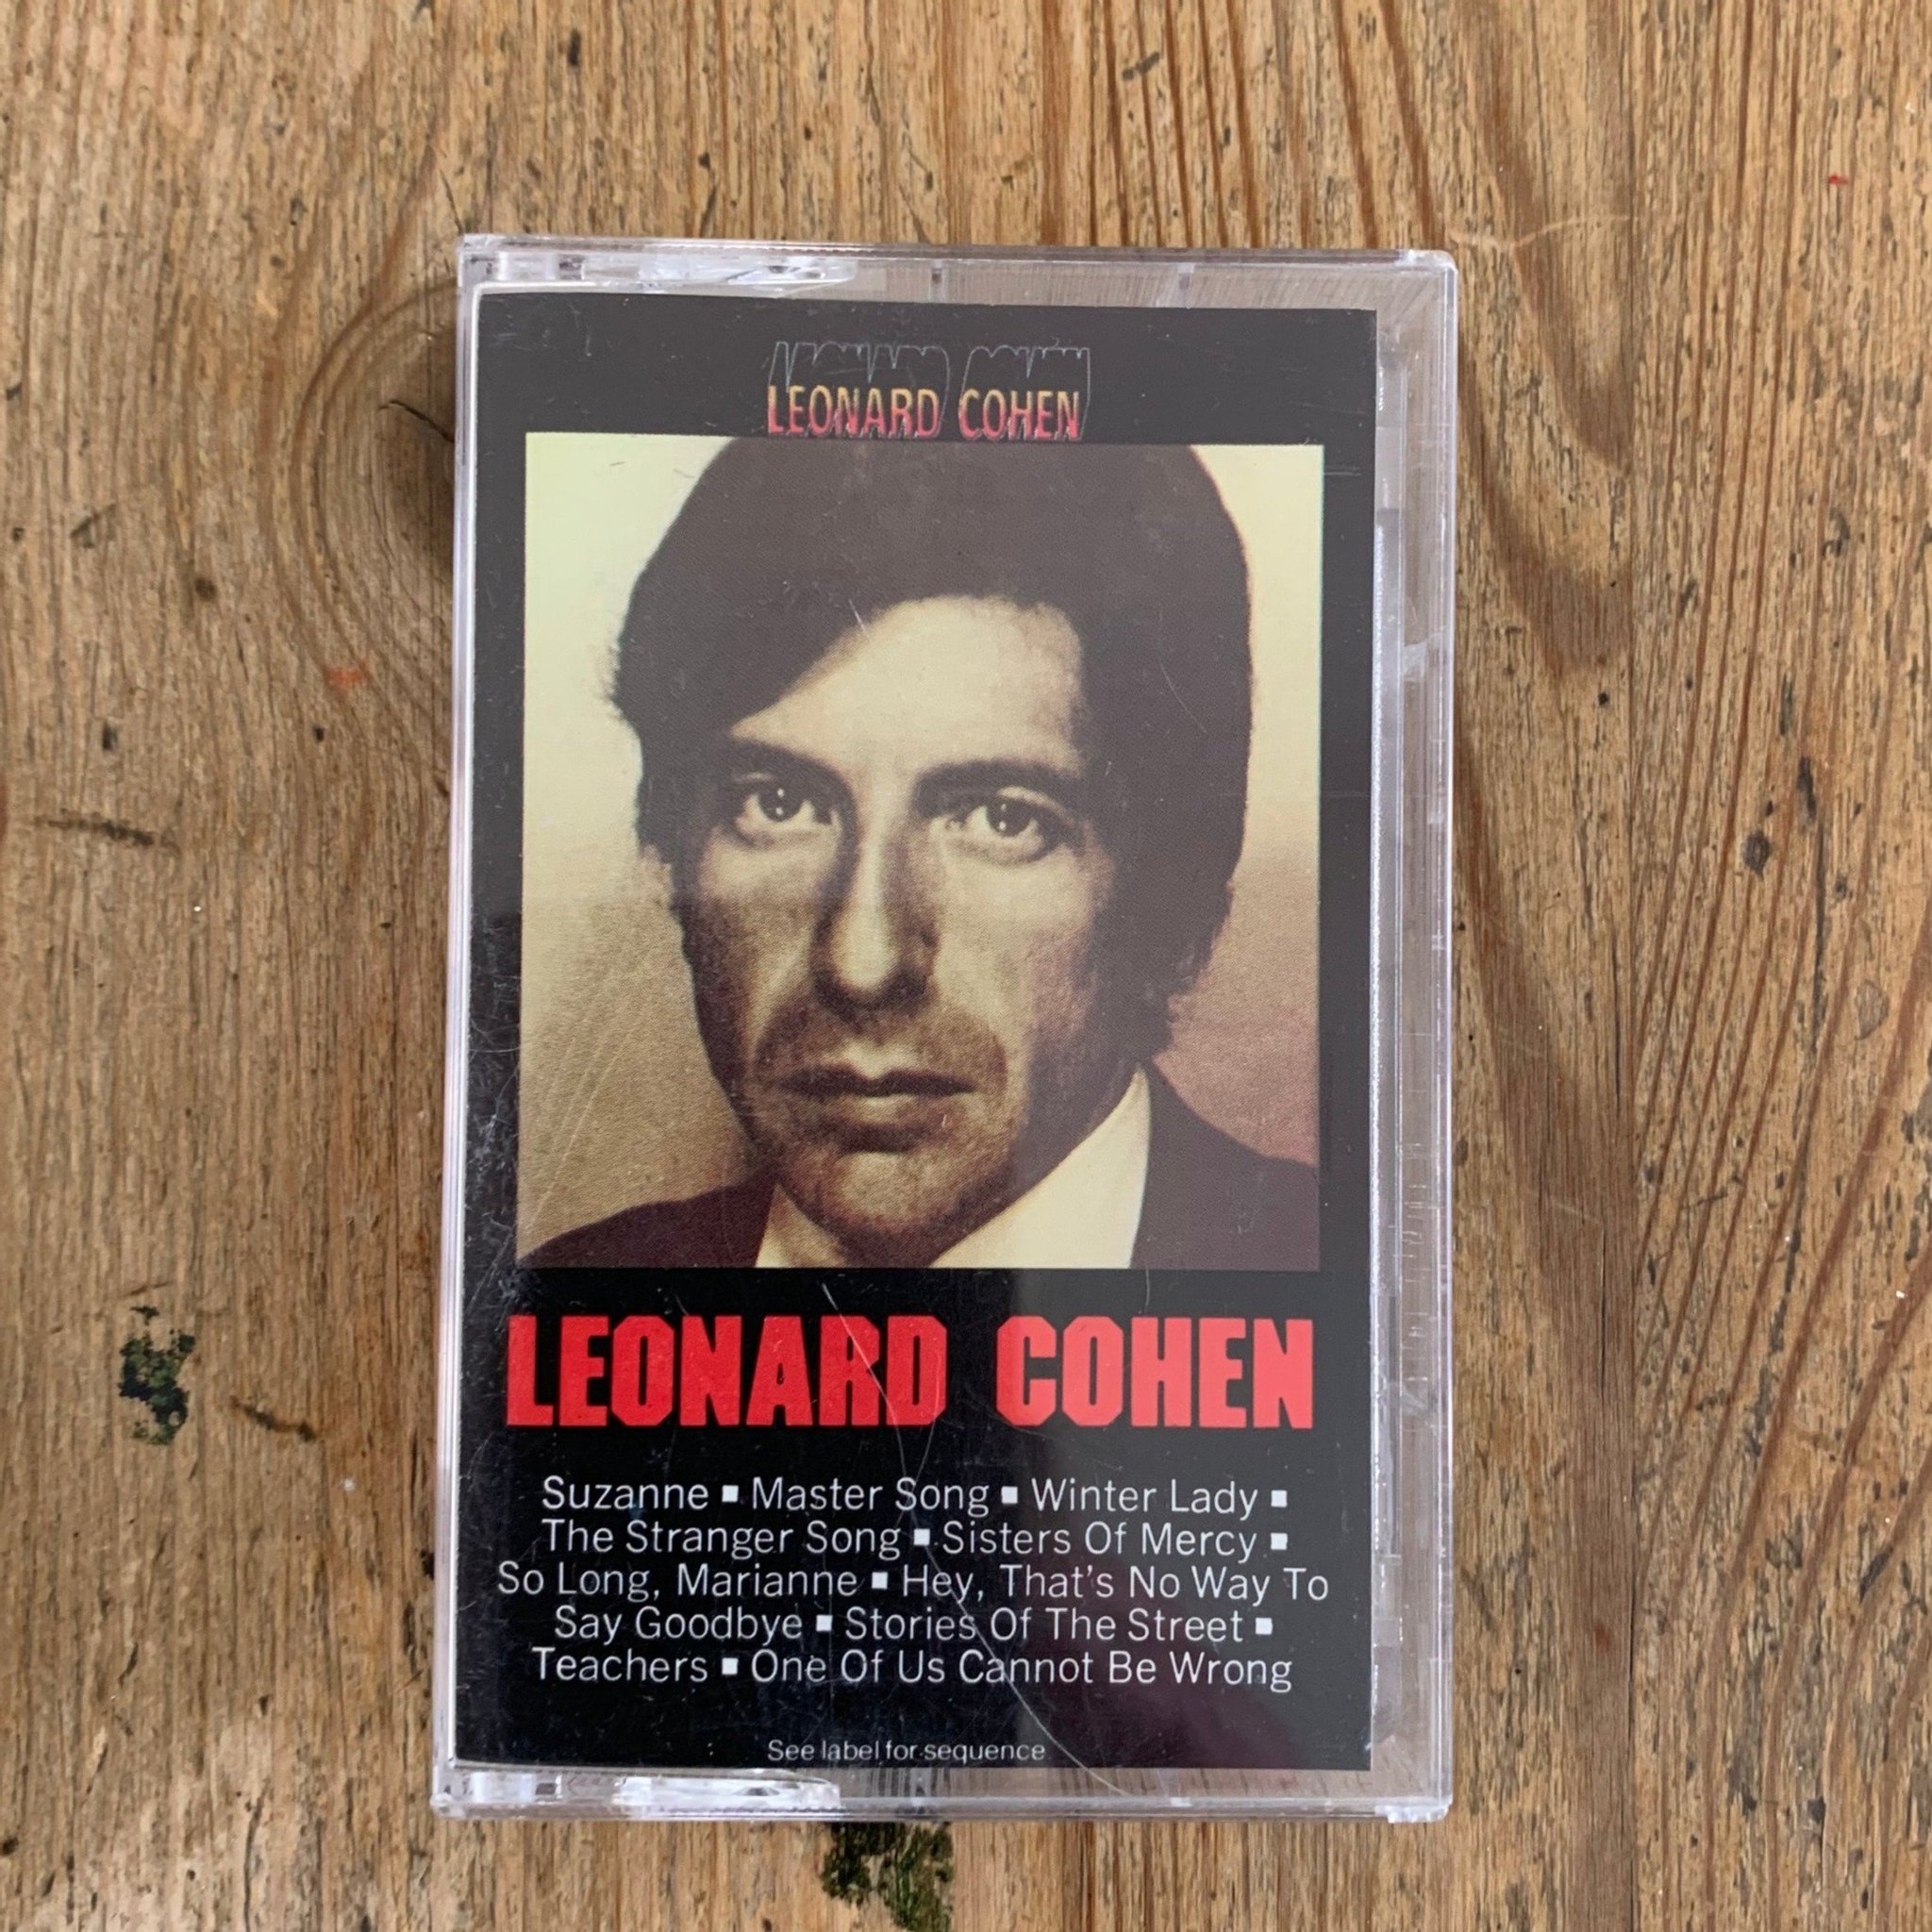 LEONARD COHEN
LEONARD COHEN
Suzanne ▪ Master Song ▪ Winter Lady ▪
The Stranger Song ▪ Sisters Of Mercy ▪
So Long, Marianne ▪ Hey, That's No Way To
Say Goodbye ▪ Stories Of The Street ▪
Teachers ▪ One Of Us Cannot Be Wrong
See label for sequence